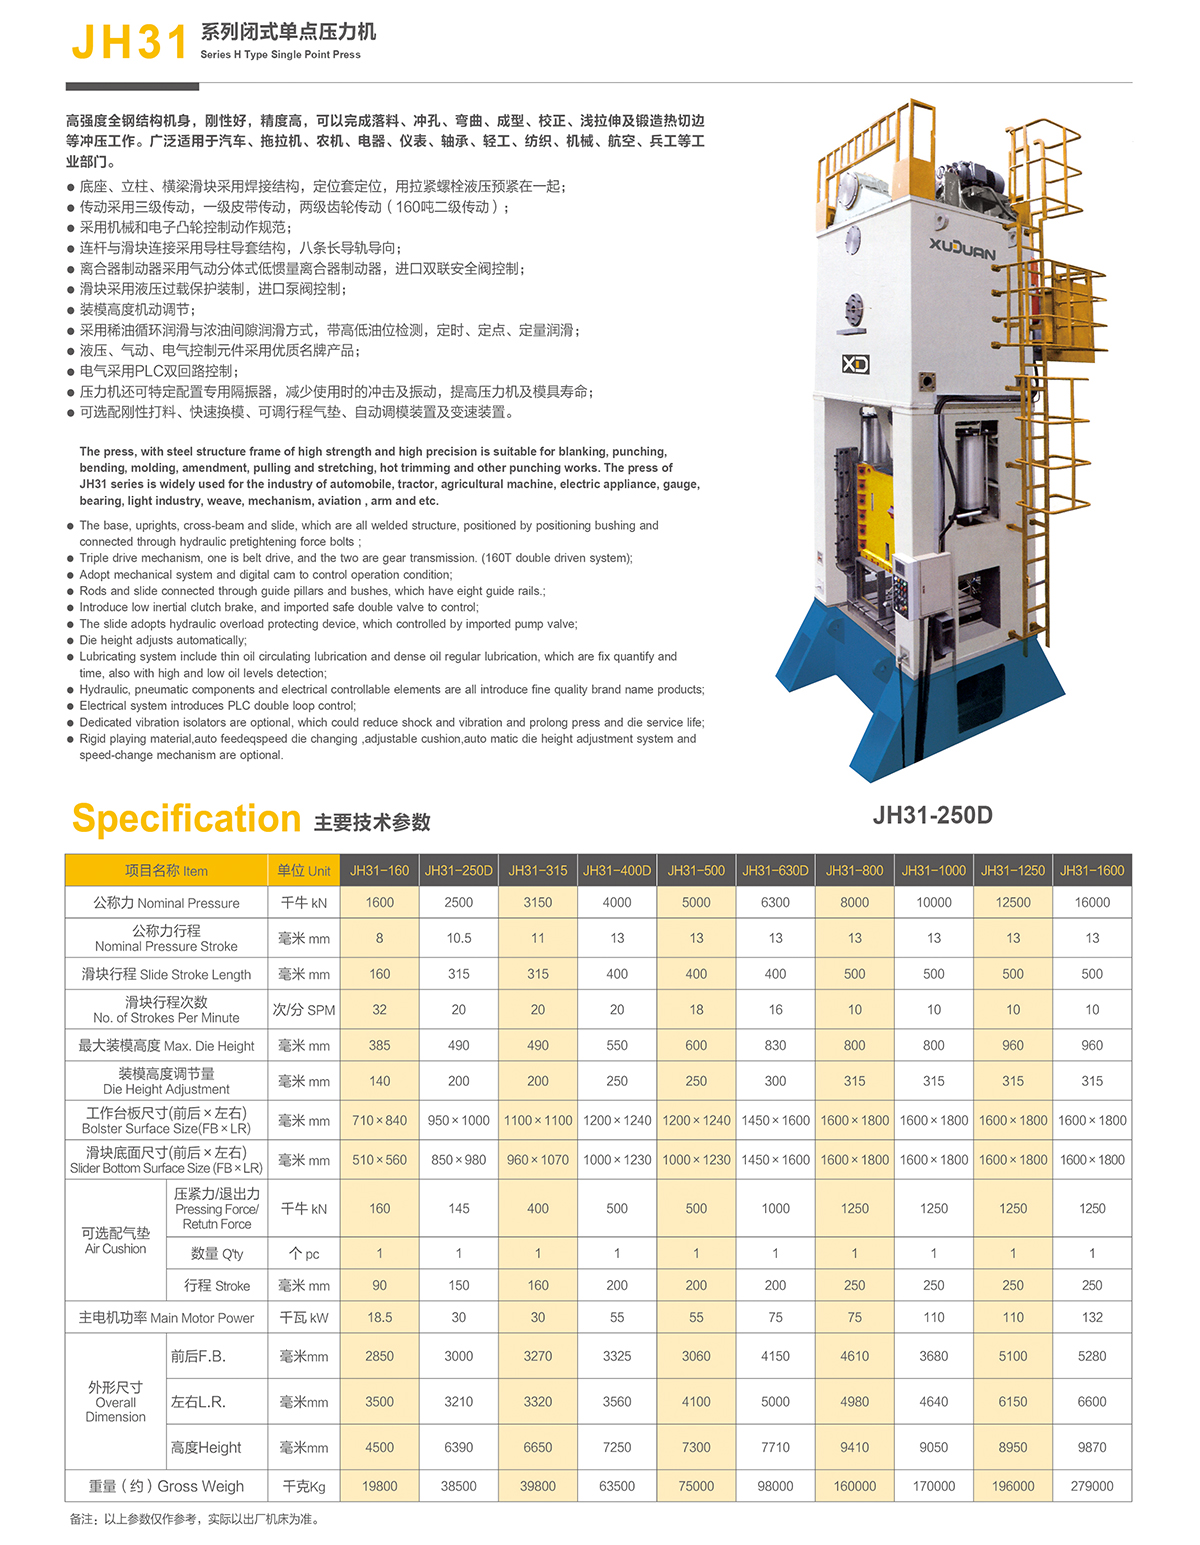 JH31 系列闭式单点压力机
Series H Type Single Point Press
高强度全钢结构机身，刚性好，精度高，可以完成落料、冲孔、弯曲、成型、校正、浅拉伸及锻造热切边
等冲压工作。广泛适用于汽车、拖拉机、农机、电器、仪表、轴承、轻工、纺织、机械、航空、兵工等工
业部门。
● 底座、立柱、横梁滑块采用焊接结构，定位套定位，用拉紧螺栓液压预紧在一起；
● 传动采用三级传动，一级皮带传动，两级齿轮传动（160吨二级传动）；
● 采用机械和电子凸轮控制动作规范；
● 连杆与滑块连接采用导柱导套结构，八条长导轨导向；
● 离合器制动器采用气动分体式低惯量离合器制动器，进口双联安全阀控制；
● 滑块采用液压过载保护装制，进口泵阀控制；
● 装模高度机动调节；
● 采用稀油循环润滑与浓油间隙润滑方式，带高低油位检测，定时、定点、定量润滑；
● 液压、气动、电气控制元件采用优质名牌产品；
● 电气采用PLC双回路控制；
● 压力机还可特定配置专用隔振器，减少使用时的冲击及振动，提高压力机及模具寿命；
● 可选配刚性打料、快速换模、可调行程气垫、自动调模装置及变速装置。
The press, with steel structure frame of high strength and high precision is suitable for blanking, punching,
bending, molding, amendment, pulling and stretching, hot trimming and other punching works. The press of
JH31 series is widely used for the industry of automobile, tractor, agricultural machine, electric appliance, gauge,
bearing, light industry, weave, mechanism, aviation , arm and etc.
● The base, uprights, cross-beam and slide, which are all welded structure, positioned by positioning bushing and
connected through hydraulic pretightening force bolts ;
● Triple drive mechanism, one is belt drive, and the two are gear transmission. (160T double driven system);
● Adopt mechanical system and digital cam to control operation condition;
● Rods and slide connected through guide pillars and bushes, which have eight guide rails.;
● Introduce low inertial clutch brake, and imported safe double valve to control;
● The slide adopts hydraulic overload protecting device, which controlled by imported pump valve;
● Die height adjusts automatically;
● Lubricating system include thin oil circulating lubrication and dense oil regular lubrication, which are fix quantify and
time, also with high and low oil levels detection;
● Hydraulic, pneumatic components and electrical controllable elements are all introduce fine quality brand name products;
● Electrical system introduces PLC double loop control;
● Dedicated vibration isolators are optional, which could reduce shock and vibration and prolong press and die service life;
● Rigid playing material,auto feedeqspeed die changing ,adjustable cushion,auto matic die height adjustment system and
speed-change mechanism are optional.
XUDUAN
XD
JH31-250D
Specification 主要技术参数
项目名称 Item 单位 Unit JH31-160 JH31-250D JH31-315 JH31-400D JH31-500 JH31-630D JH31-800 JH31-1000 JH31-1250 JH31-1600
公称力 Nominal Pressure 千牛 kN 1600 2500 3150 4000 5000 6300 8000 10000 12500 16000
公称力行程
Nominal Pressure Stroke 毫米 mm 8 10.5 11 13 13 13 13 13 13 13
滑块行程 Slide Stroke Length 毫米 mm 160 315 315 400 400 400 500 500 500 500
滑块行程次数
No. of Strokes Per Minute 次/分 SPM 32 20 20 20 18 16 10 10 10 10
最大装模高度 Max. Die Height 毫米 mm 385 490 490 550 600 830 800 800 960 960
装模高度调节量
Die Height Adjustment 毫米 mm 140 200 200 250 250 300 315 315 315 315
工作台板尺寸(前后×左右)
Bolster Surface Size(FB×LR) 毫米 mm 710×840 950×1000 1100×1100 1200×1240 1200×1240 1450×1600 1600×1800 1600×1800 1600×1800 1600×1800
滑块底面尺寸(前后×左右)
Slider Bottom Surface Size (FB×LR) 毫米 mm 510×560 850×980 960×1070 1000×1230 1000×1230 1450×1600 1600×1800 1600×1800 1600×1800 1600×1800
可选配气垫
Air Cushion
压紧力/退出力
Pressing Force/
Retutn Force 千牛 kN 160 145 400 500 500 1000 1250 1250 1250 1250
数量 Q'ty 个 pc 1 1 1 1 1 1 1 1 1 1
行程 Stroke 毫米 mm 90 150 160 200 200 200 250 250 250 250
主电机功率 Main Motor Power 千瓦 kW 18.5 30 30 55 55 75 75 110 110 132
外形尺寸
Overall
Dimension
前后F.B. 毫米mm 2850 3000 3270 3325 3060 4150 4610 3680 5100 5280
左右L.R. 毫米mm 3500 3210 3320 3560 4100 5000 4980 4640 6150 6600
高度Height 毫米mm 4500 6390 6650 7250 7300 7710 9410 9050 8950 9870
重量（约）Gross Weigh 千克Kg 19800 38500 39800 63500 75000 98000 160000 170000 196000 279000
备注：以上参数仅作参考，实际以出厂机床为准。